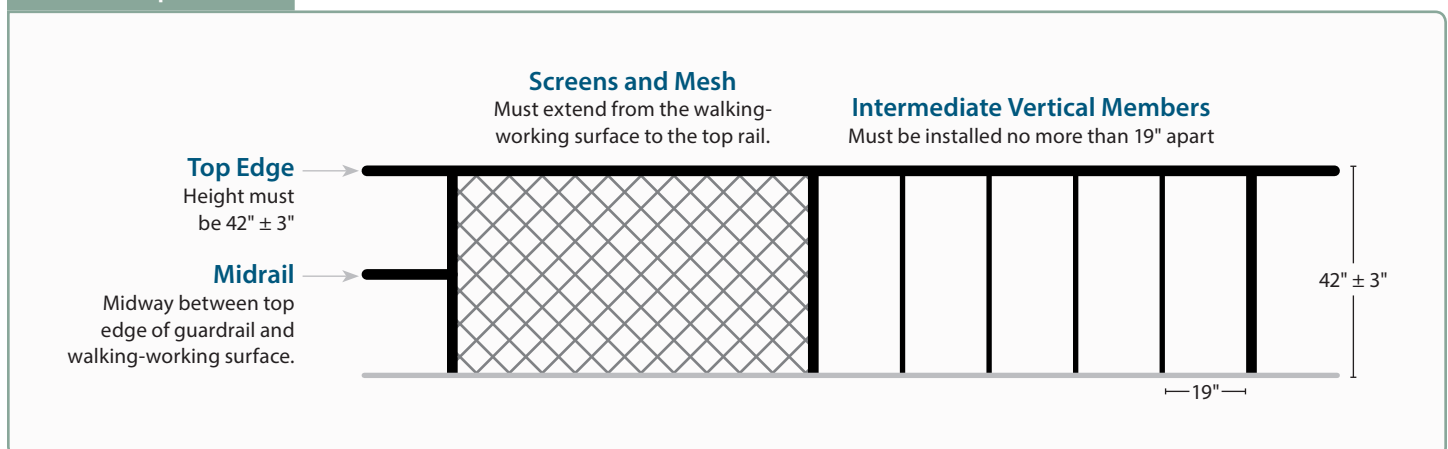 Screens and Mesh
Must extend from the walking-
working surface to the top rail.
Intermediate Vertical Members
Must be installed no more than 19" apart
Top Edge
Height must
be 42" ± 3"
Midrail
Midway between top
edge of guardrail and
walking-working surface.
42" ± 3"
19"